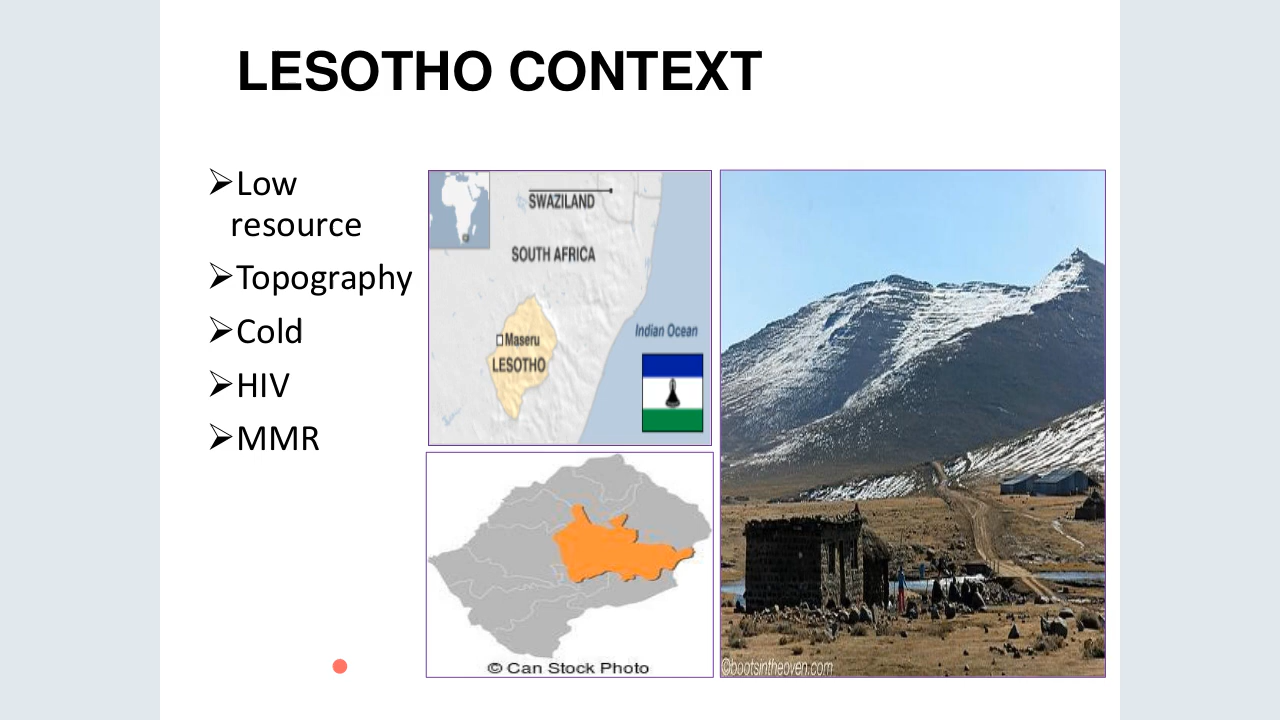 LESOTHO CONTEXT
➢Low
resource
➢Topography
➢Cold
➢HIV
➢MMR
SWAZILAND
SOUTH AFRICA
Indian Ocean
Maseru
LESOTHO
© Can Stock Photo
©bootsintheoven.com